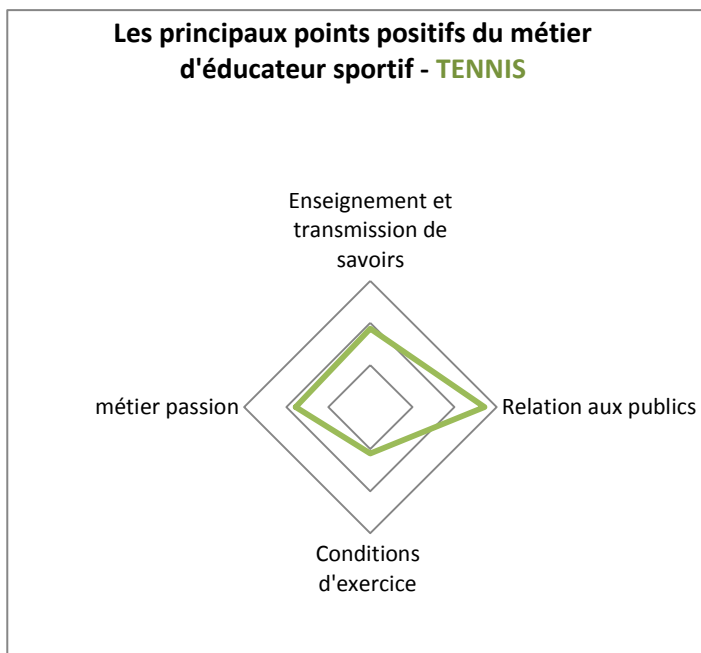 Les principaux points positifs du métier
d'éducateur sportif - TENNIS
Enseignement et
transmission de
savoirs
métier passion
Relation aux publics
Conditions
d'exercice